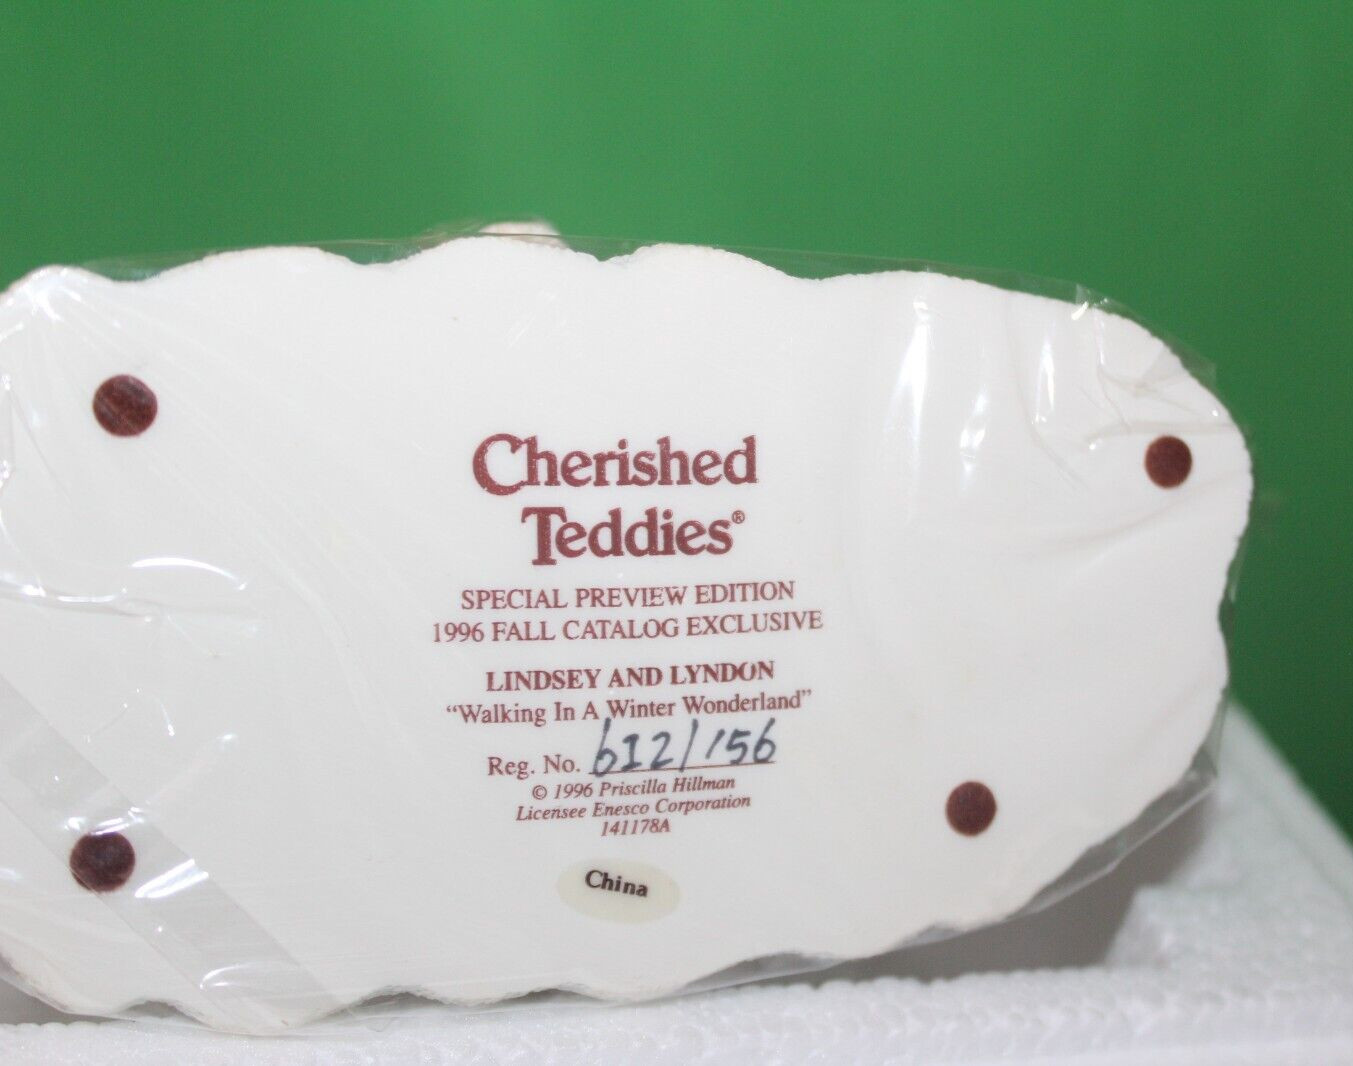 Cherished
Teddies®
SPECIAL PREVIEW EDITION
1996 FALL CATALOG EXCLUSIVE
LINDSEY AND LYNDON
“Walking In A Winter Wonderland”
Reg. No. 6I2/156
© 1996 Priscilla Hillman
Licensee Enesco Corporation
141178A
China